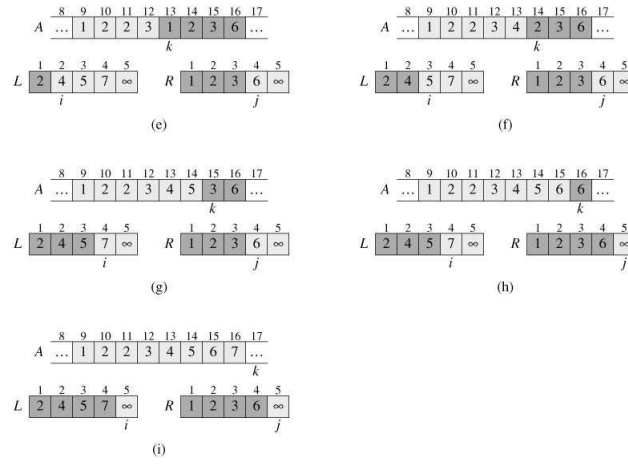 8 9 10 11 12 13 14 15 16 17
A ... 1 2 2 3 1 2 3 6 ...
k
1 2 3 4 5
L 2 4 5 7 ∞
i
1 2 3 4 5
R 1 2 3 6 ∞
j
(e)
8 9 10 11 12 13 14 15 16 17
A ... 1 2 2 3 4 2 3 6 ...
k
1 2 3 4 5
L 2 4 5 7 ∞
i
1 2 3 4 5
R 1 2 3 6 ∞
j
(f)
8 9 10 11 12 13 14 15 16 17
A ... 1 2 2 3 4 5 3 6 ...
k
1 2 3 4 5
L 2 4 5 7 ∞
i
1 2 3 4 5
R 1 2 3 6 ∞
j
(g)
8 9 10 11 12 13 14 15 16 17
A ... 1 2 2 3 4 5 6 6 ...
k
1 2 3 4 5
L 2 4 5 7 ∞
i
1 2 3 4 5
R 1 2 3 6 ∞
j
(h)
8 9 10 11 12 13 14 15 16 17
A ... 1 2 2 3 4 5 6 7 ...
k
1 2 3 4 5
L 2 4 5 7 ∞
i
1 2 3 4 5
R 1 2 3 6 ∞
j
(i)